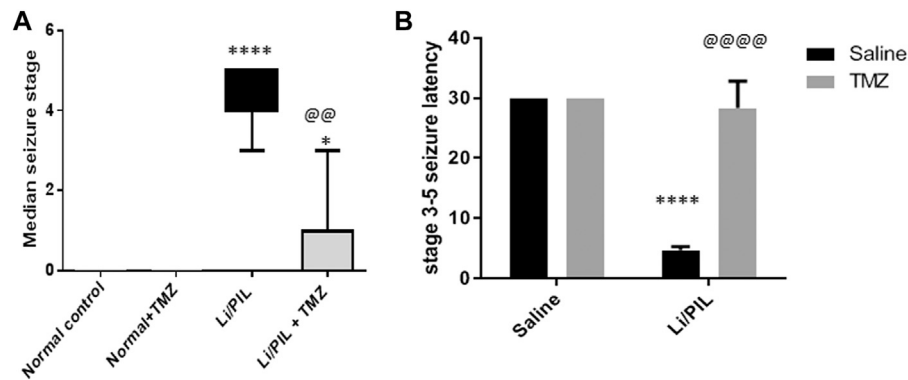 A
Median seizure stage
6
4
2
0
****
@@
*
Normal control
Normal+TMZ
Li/PIL
Li/PIL + TMZ
B
stage 3-5 seizure latency
40
30
20
10
0
@@@@
****
Saline
Li/PIL
Saline
TMZ